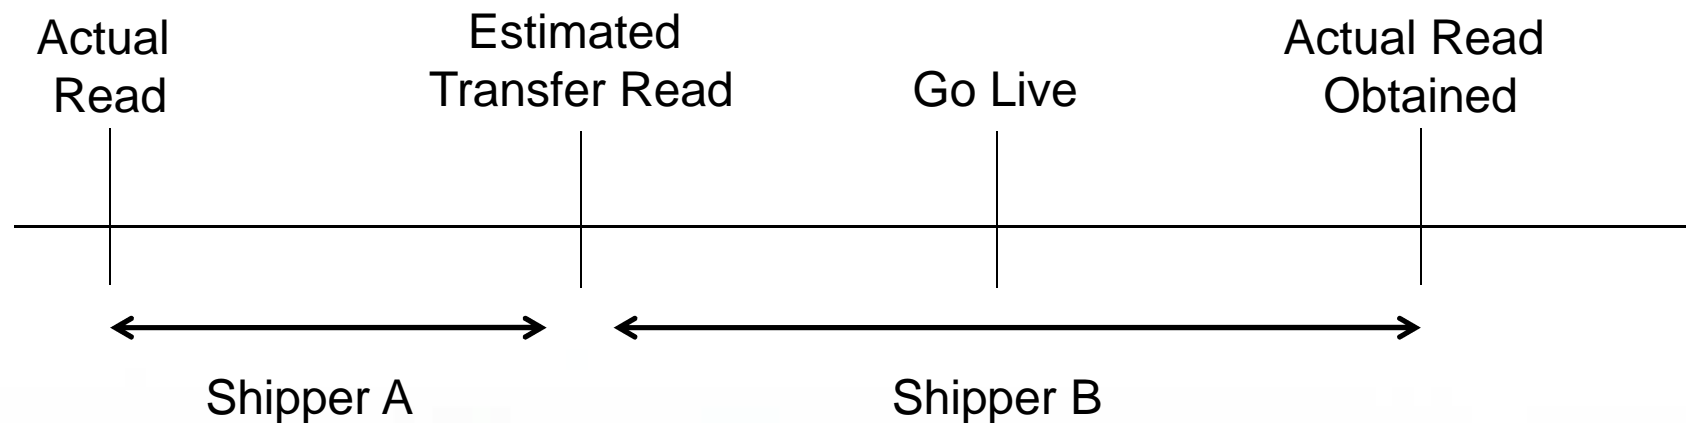 Actual
Read
Estimated
Transfer Read
Go Live
Actual Read
Obtained
Shipper A
Shipper B